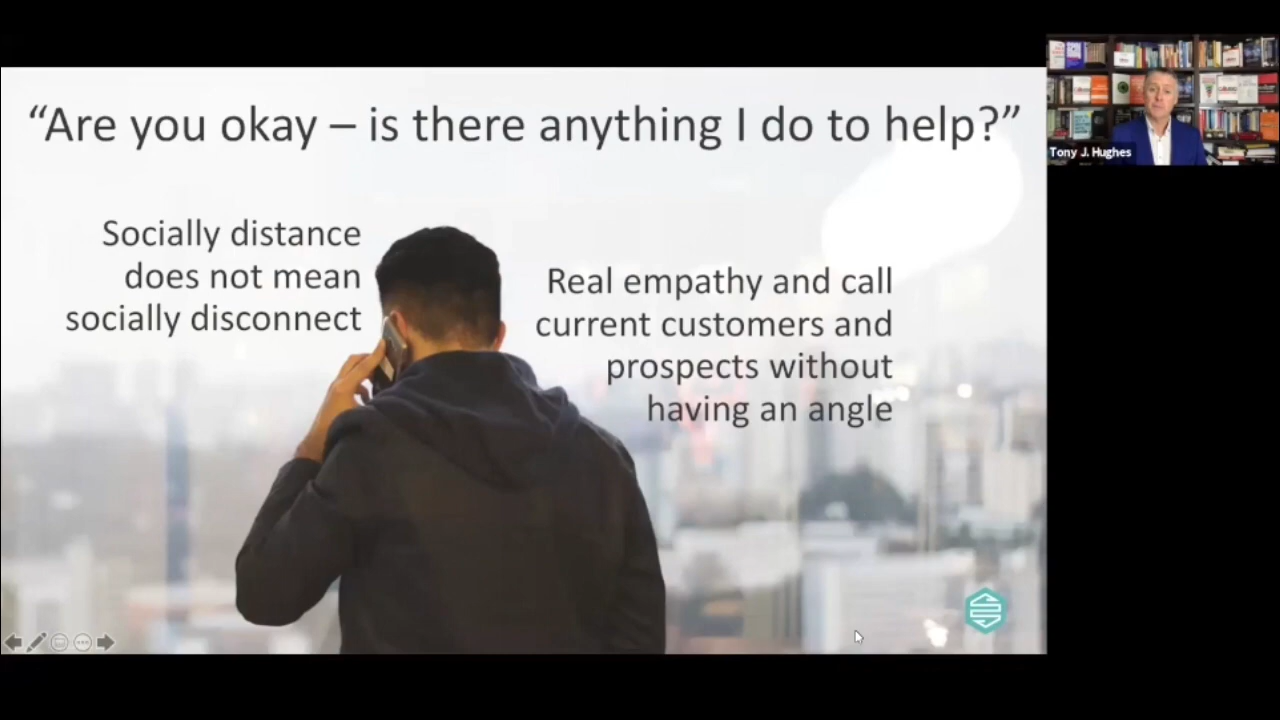 “Are you okay – is there anything I do to help?”
Socially distance
does not mean
socially disconnect
Real empathy and call
current customers and
prospects without
having an angle
Tony J. Hughes